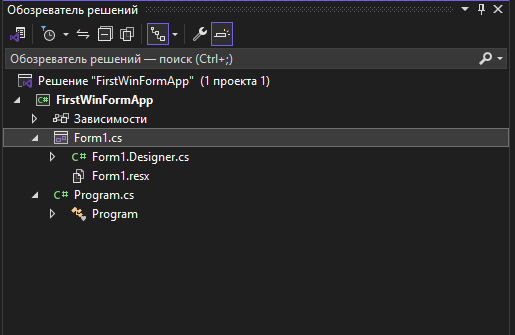 Обозреватель решений
Обозреватель решений — поиск (Ctrl+;)
Решение "FirstWinFormApp" (1 проекта 1)
C# FirstWinFormApp
Зависимости
Form1.cs
C# Form1.Designer.cs
Form1.resx
C# Program.cs
Program